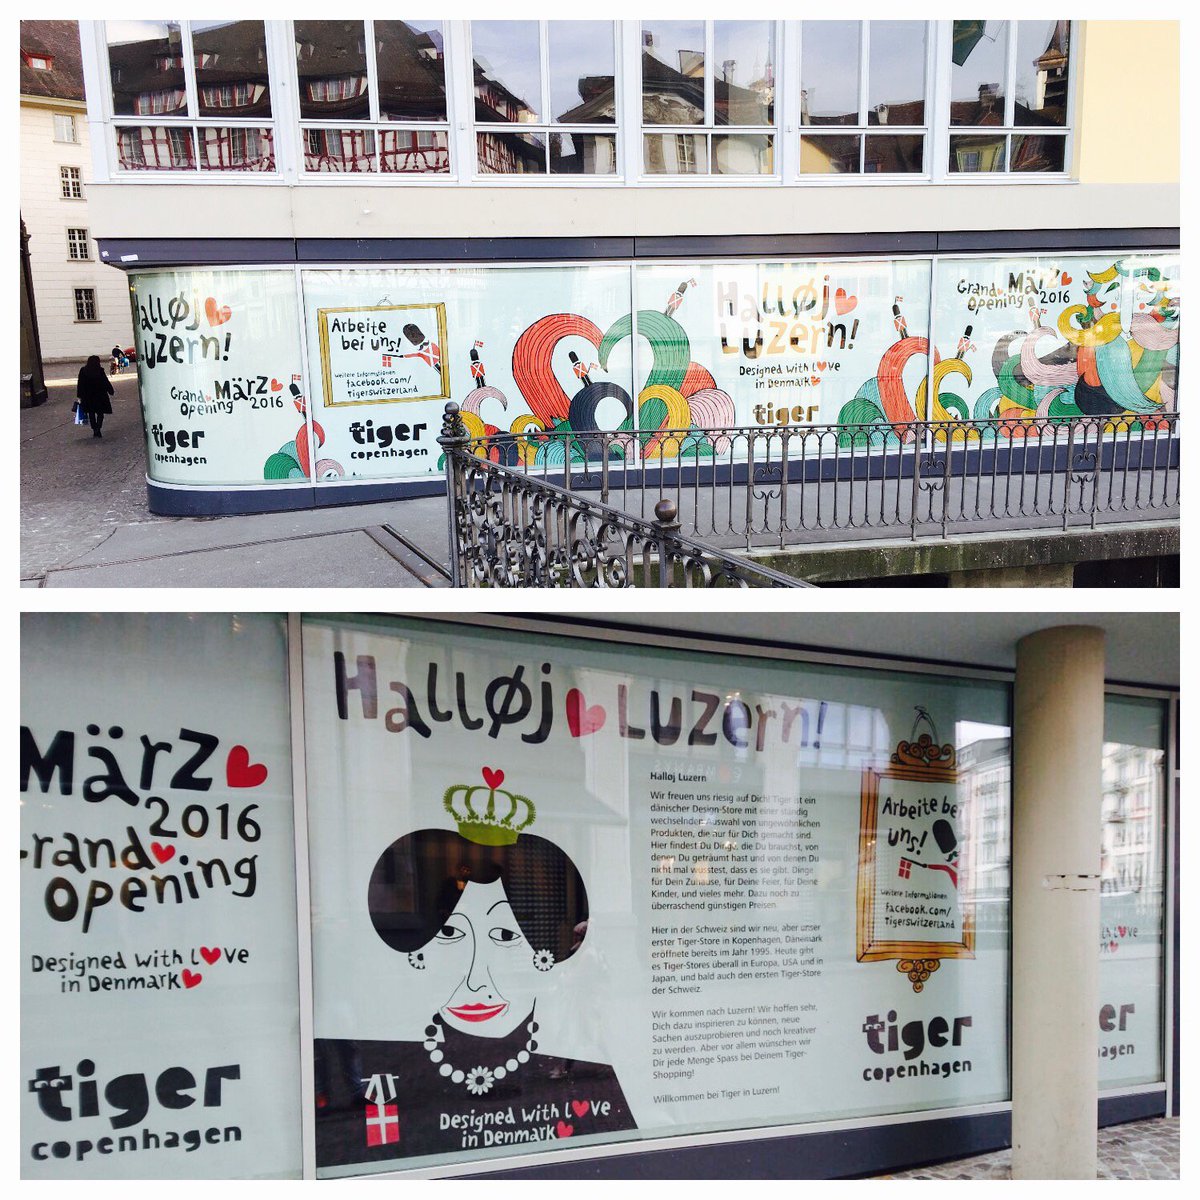 Halløj
Luzern!
Grand
Opening
März
2016
tiger
copenhagen
Arbeite
bei uns!
weitere Informationen
facebook.com/
Tigerswitzerland
tiger
copenhagen
Halløj
Luzern!
Designed with love
in Denmark
tiger
Grand
Opening
März
2016
März
2016
Grand
Opening
Designed with love
in Denmark
tiger
copenhagen
Halløj Luzern!
Halløj Luzern
Wir freuen uns riesig auf Dich! Tiger ist ein
dänischer Design-Store mit einer ständig
wechselnden Auswahl von ungewöhnlichen
Produkten, die nur für Dich gemacht sind.
Hier findest Du Dinge, die Du brauchst, von
denen Du geträumt hast und von denen Du
nicht mal wusstest, dass es sie gibt. Dinge
für Dein Zuhause, für Deine Feier, für Deine
Kinder, und vieles mehr. Dazu noch zu
überraschend günstigen Preisen.
Hier in der Schweiz sind wir neu, aber unser
erster Tiger-Store in Kopenhagen, Dänemark
eröffnete bereits im Jahr 1995. Heute gibt
es Tiger-Stores überall in Europa, USA und in
Japan, und bald auch den ersten Tiger-Store
der Schweiz.
Wir kommen nach Luzern! Wir hoffen sehr,
Dich dazu inspirieren zu können, neue
Sachen auszuprobieren und noch kreativer
zu werden. Aber vor allem wünschen wir
Dir jede Menge Spass bei Deinem Tiger-
Shopping!
Willkommen bei Tiger in Luzern!
Designed with love
in Denmark
Arbeite bei
uns!
weitere Informationen
facebook.com/
Tigerswitzerland
tiger
copenhagen